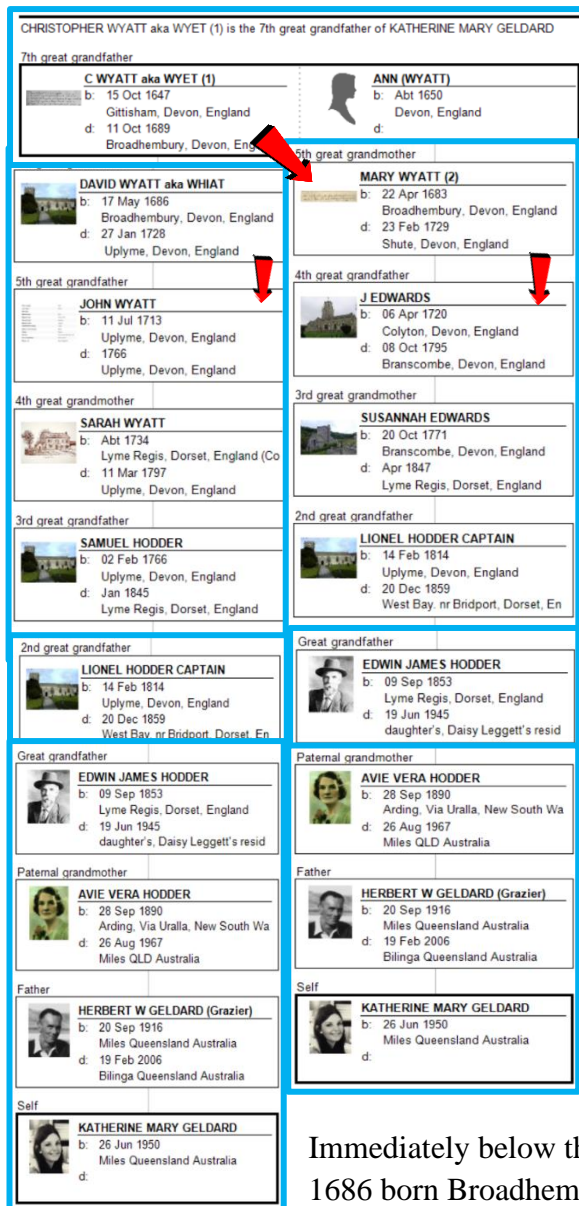 CHRISTOPHER WYATT aka WYET (1) is the 7th great grandfather of KATHERINE MARY GELDARD
7th great grandfather
C WYATT aka WYET (1)
b: 15 Oct 1647
Gittisham, Devon, England
d: 11 Oct 1689
Broadhembury, Devon, Eng
ANN (WYATT)
b: Abt 1650
Devon, England
d:
DAVID WYATT aka WHIAT
b: 17 May 1686
Broadhembury, Devon, England
d: 27 Jan 1728
Uplyme, Devon, England
5th great grandfather
JOHN WYATT
b: 11 Jul 1713
Uplyme, Devon, England
d: 1766
Uplyme, Devon, England
4th great grandmother
SARAH WYATT
b: Abt 1734
Lyme Regis, Dorset, England (Co
d: 11 Mar 1797
Uplyme, Devon, England
3rd great grandfather
SAMUEL HODDER
b: 02 Feb 1766
Uplyme, Devon, England
d: Jan 1845
Lyme Regis, Dorset, England
2nd great grandfather
LIONEL HODDER CAPTAIN
b: 14 Feb 1814
Uplyme, Devon, England
d: 20 Dec 1859
West Bay. nr Bridport, Dorset, En
Great grandfather
EDWIN JAMES HODDER
b: 09 Sep 1853
Lyme Regis, Dorset, England
d: 19 Jun 1945
daughter's, Daisy Leggett's resid
Paternal grandmother
AVIE VERA HODDER
b: 28 Sep 1890
Arding, Via Uralla, New South Wa
d: 26 Aug 1967
Miles QLD Australia
Father
HERBERT W GELDARD (Grazier)
b: 20 Sep 1916
Miles Queensland Australia
d: 19 Feb 2006
Bilinga Queensland Australia
Self
KATHERINE MARY GELDARD
b: 26 Jun 1950
Miles Queensland Australia
d:
5th great grandmother
MARY WYATT (2)
b: 22 Apr 1683
Broadhembury, Devon, England
d: 23 Feb 1729
Shute, Devon, England
4th great grandfather
J EDWARDS
b: 06 Apr 1720
Colyton, Devon, England
d: 08 Oct 1795
Branscombe, Devon, England
3rd great grandmother
SUSANNAH EDWARDS
b: 20 Oct 1771
Branscombe, Devon, England
d: Apr 1847
Lyme Regis, Dorset, England
2nd great grandfather
LIONEL HODDER CAPTAIN
b: 14 Feb 1814
Uplyme, Devon, England
d: 20 Dec 1859
West Bay. nr Bridport, Dorset, En
Great grandfather
EDWIN JAMES HODDER
b: 09 Sep 1853
Lyme Regis, Dorset, England
d: 19 Jun 1945
daughter's, Daisy Leggett's resid
Paternal grandmother
AVIE VERA HODDER
b: 28 Sep 1890
Arding, Via Uralla, New South Wa
d: 26 Aug 1967
Miles QLD Australia
Father
HERBERT W GELDARD (Grazier)
b: 20 Sep 1916
Miles Queensland Australia
d: 19 Feb 2006
Bilinga Queensland Australia
Self
KATHERINE MARY GELDARD
b: 26 Jun 1950
Miles Queensland Australia
d:
Immediately below th
1686 born Broadhem